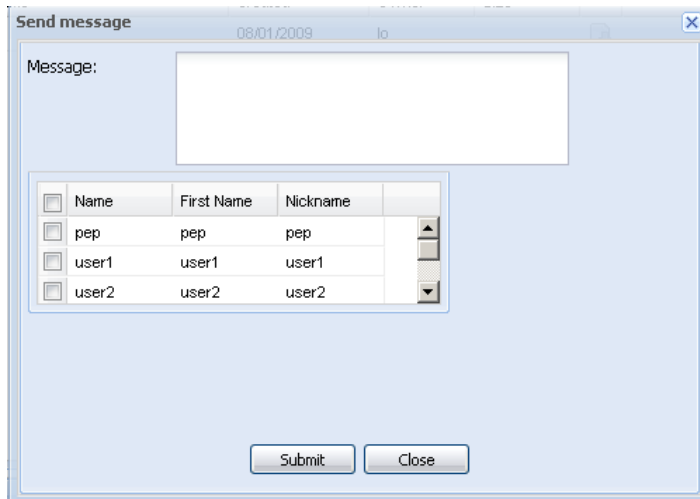 Send message
08/01/2009 lo
Message:
Name First Name Nickname
pep pep pep
user1 user1 user1
user2 user2 user2
Submit Close